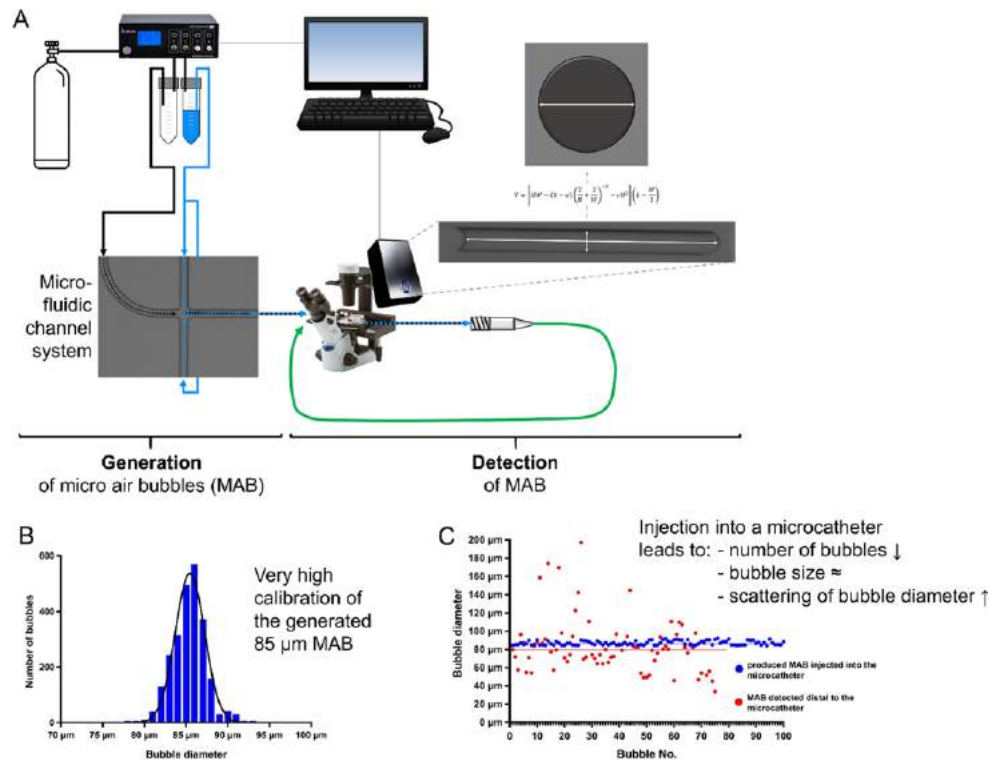 A
Micro-
fluidic
channel
system
Generation
of micro air bubbles (MAB)
Detection
of MAB
B
Number of bubbles
600
400
200
0
Very high
calibration of
the generated
85 µm MAB
70 µm 75 µm 80 µm 85 µm 90 µm 95 µm 100 µm
Bubble diameter
C
Injection into a microcatheter
leads to: - number of bubbles ↓
- bubble size ≈
- scattering of bubble diameter ↑
Bubble diameter
200 µm
180 µm
160 µm
140 µm
120 µm
100 µm
80 µm
60 µm
40 µm
20 µm
0 µm
produced MAB injected into the
microcatheter
MAB detected distal to the
microcatheter
0 20 40 60 80 100
Bubble No.